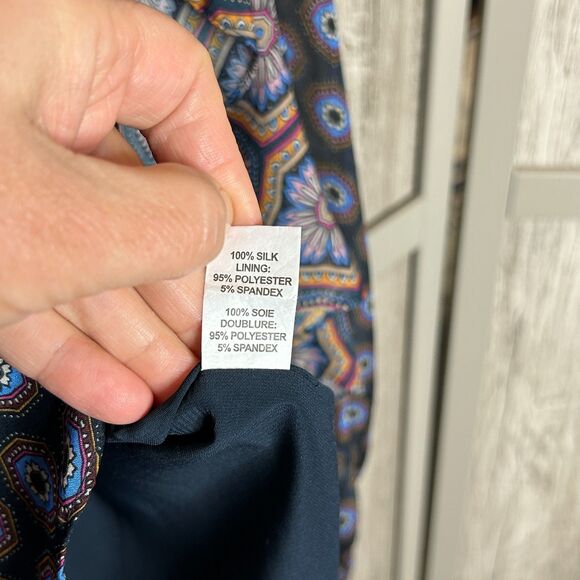 100% SILK
LINING:
95% POLYESTER
5% SPANDEX
100% SOIE
DOUBLURE:
95% POLYESTER
5% SPANDEX